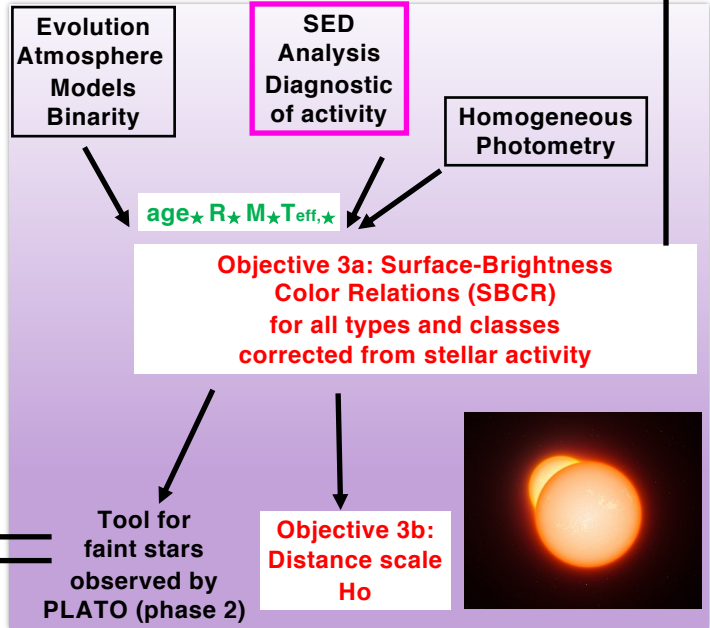 Evolution
Atmosphere
Models
Binarity
SED
Analysis
Diagnostic
of activity
Homogeneous
Photometry
age★ R★ M★Teff,★
Objective 3a: Surface-Brightness
Color Relations (SBCR)
for all types and classes
corrected from stellar activity
Tool for
faint stars
observed by
PLATO (phase 2)
Objective 3b:
Distance scale
Ho